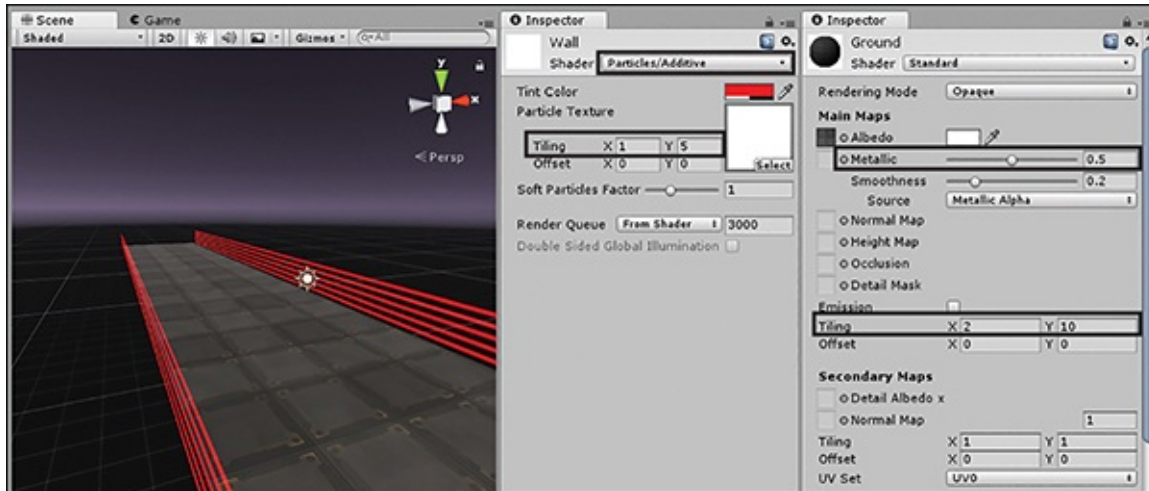 Scene
Game
Shaded
2D
Gizmos
Q▾All
y
x
Persp
Inspector
Wall
Shader Particles/Additive
Tint Color
Particle Texture
Tiling X 1 Y 5
Offset X 0 Y 0
Select
Soft Particles Factor 1
Render Queue From Shader 3000
Double Sided Global Illumination
Inspector
Ground
Shader Standard
Rendering Mode Opaque
Main Maps
Albedo
Metallic 0.5
Smoothness 0.2
Source Metallic Alpha
Normal Map
Height Map
Occlusion
Detail Mask
Emission
Tiling X 2 Y 10
Offset X 0 Y 0
Secondary Maps
Detail Albedo x
Normal Map 1
Tiling X 1 Y 1
Offset X 0 Y 0
UV Set UV0